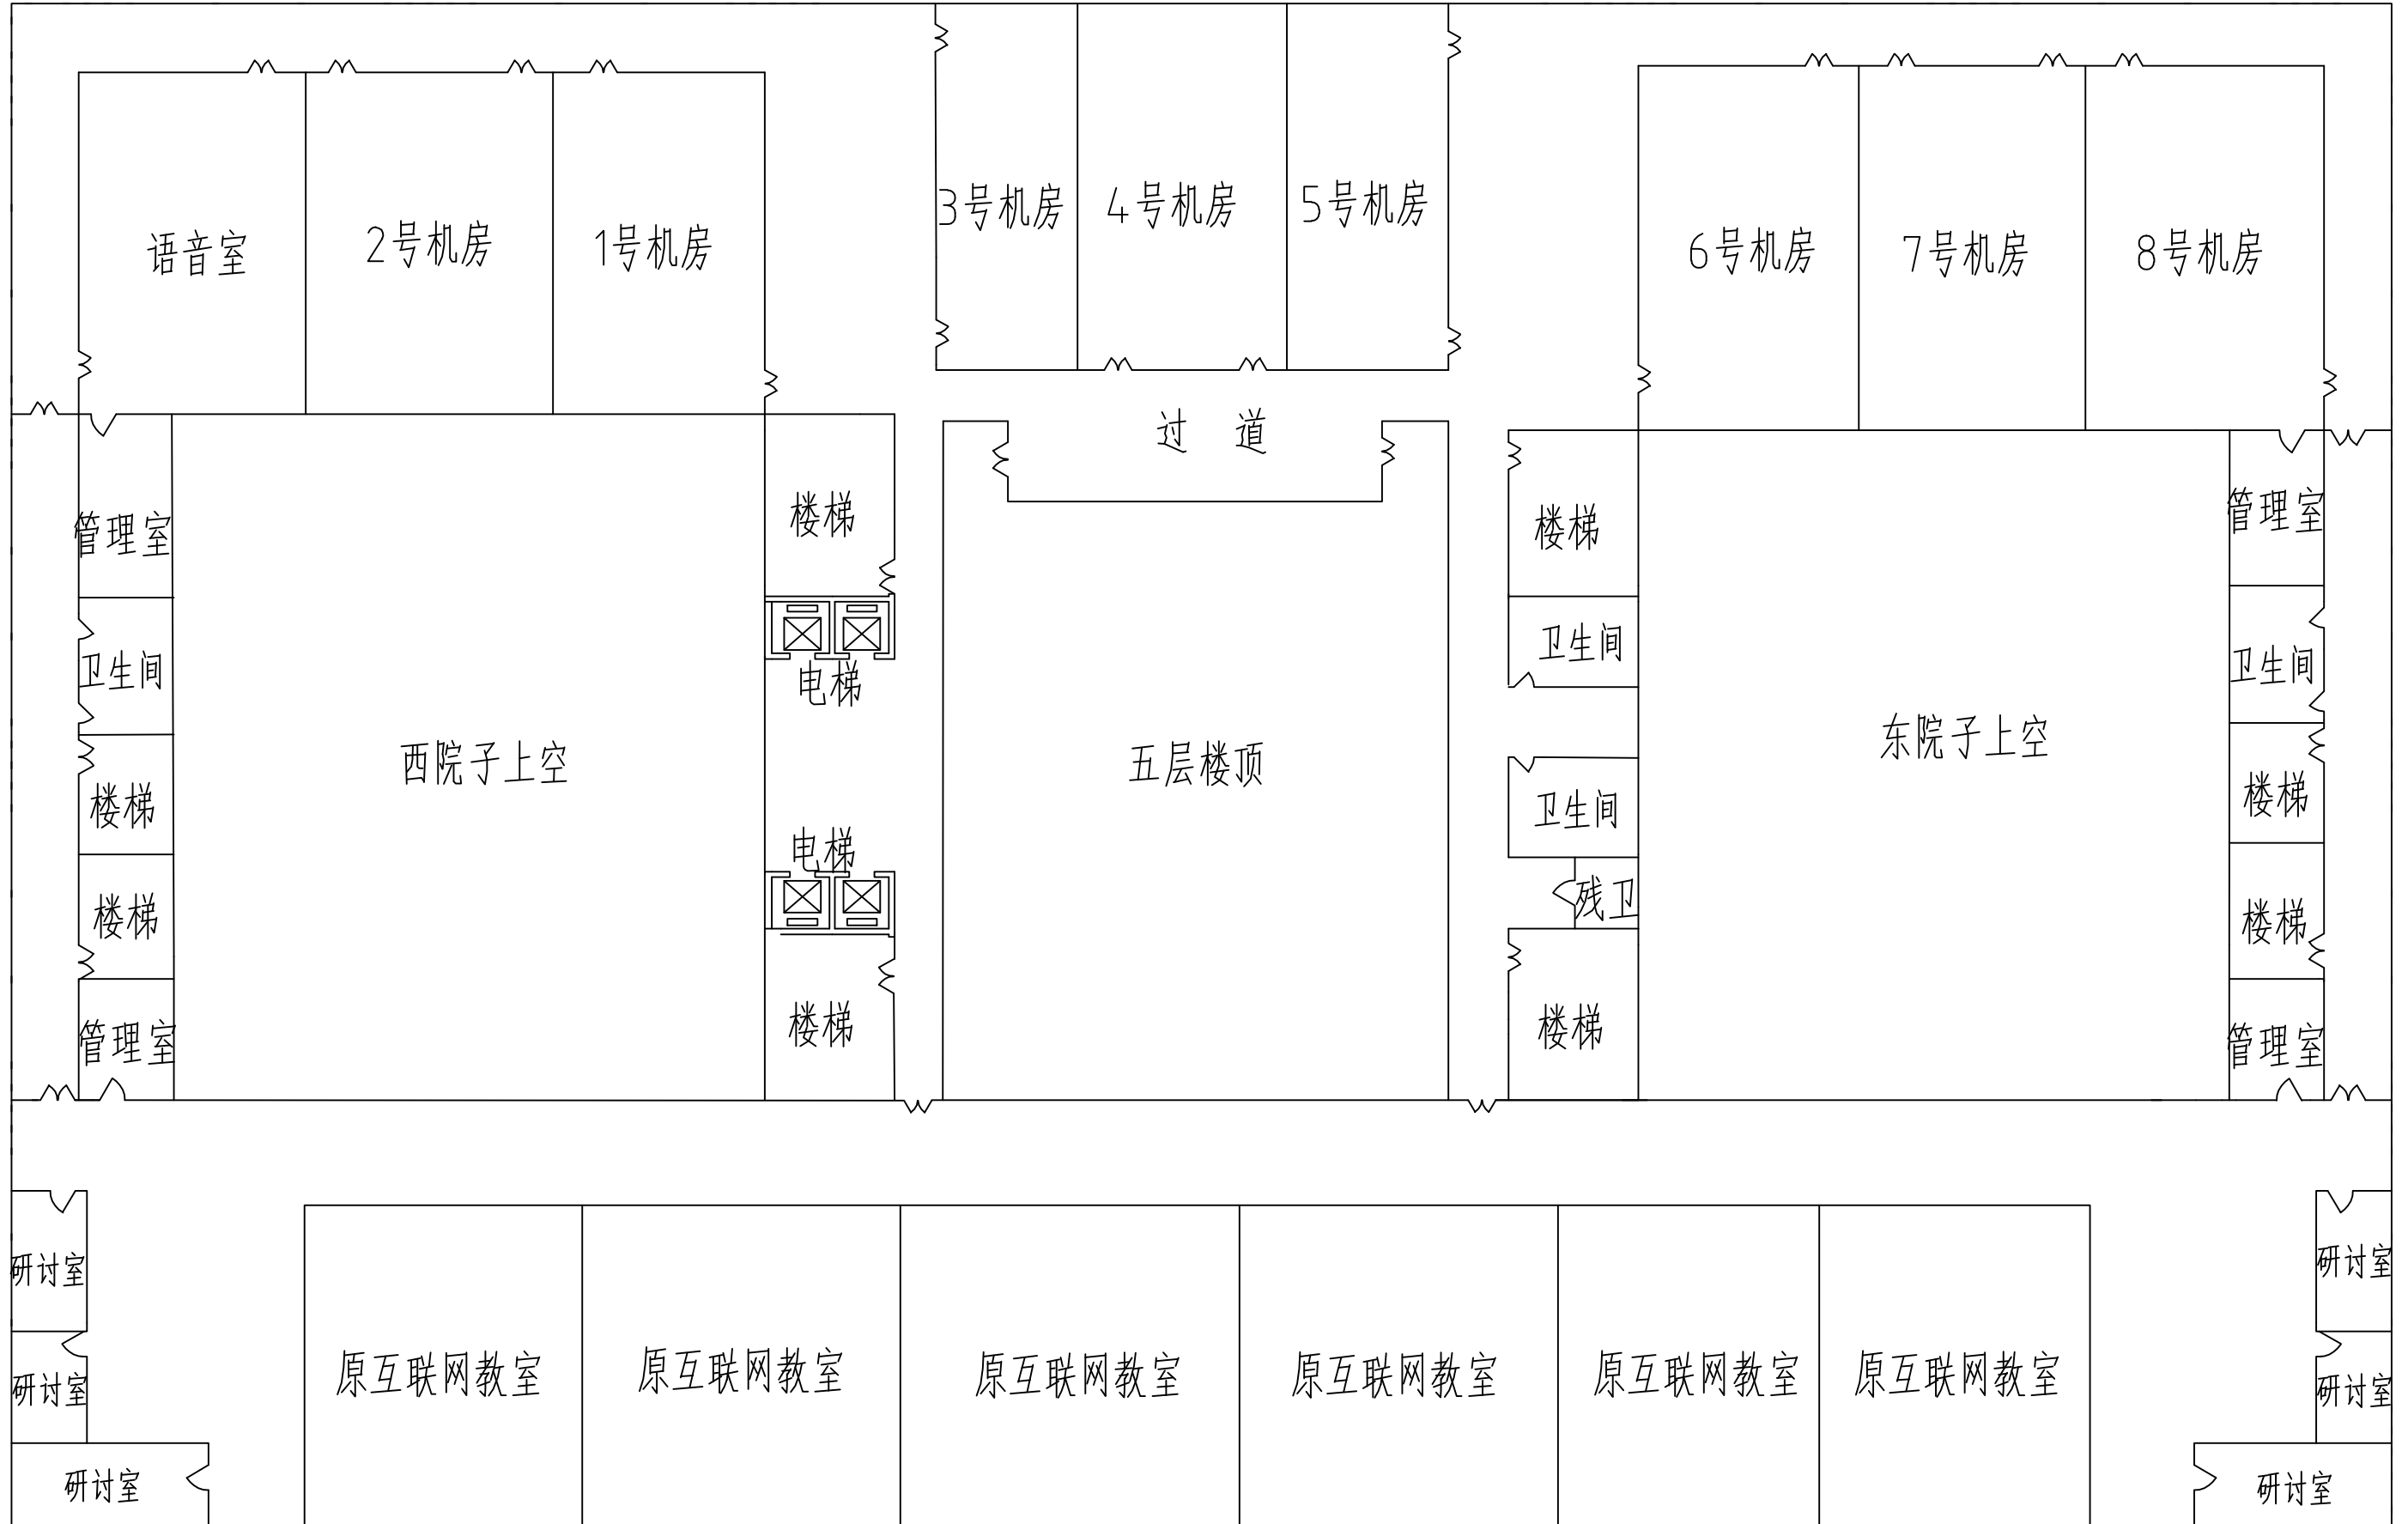 语音室
2号机房
1号机房
3号机房
4号机房
5号机房
6号机房
7号机房
8号机房
过 道
管理室
楼梯
楼梯
管理室
卫生间
电梯
卫生间
卫生间
西院子上空
五层楼顶
东院子上空
楼梯
电梯
卫生间
楼梯
楼梯
残卫
楼梯
管理室
楼梯
楼梯
管理室
研讨室
研讨室
研讨室
原互联网教室
原互联网教室
原互联网教室
原互联网教室
原互联网教室
原互联网教室
研讨室
研讨室
研讨室